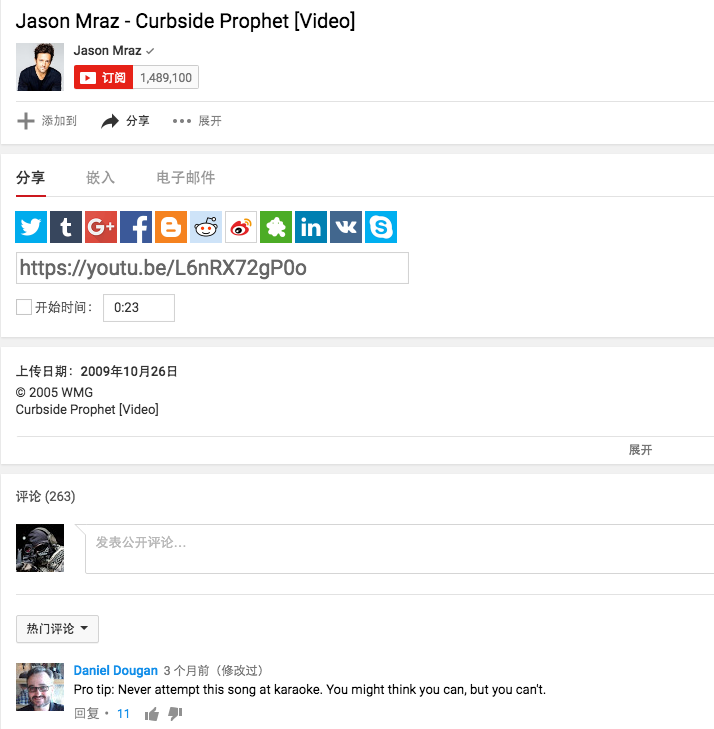 Jason Mraz - Curbside Prophet [Video]
Jason Mraz
订阅 1,489,100
添加到 分享 展开
分享 嵌入 电子邮件
https://youtu.be/L6nRX72gP0o
开始时间： 0:23
上传日期：2009年10月26日
© 2005 WMG
Curbside Prophet [Video]
展开
评论 (263)
发表公开评论...
热门评论
Daniel Dougan 3 个月前（修改过）
Pro tip: Never attempt this song at karaoke. You might think you can, but you can't.
回复 • 11